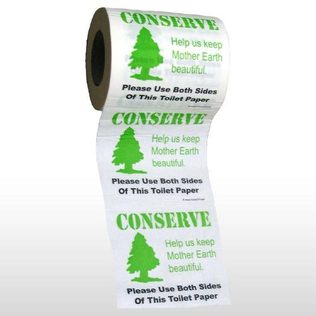 CONSERVE
Help us keep
Mother Earth
beautiful.
Please Use Both Sides
Of This Toilet Paper
CONSERVE
Help us keep
Mother Earth
beautiful.
Please Use Both Sides
Of This Toilet Paper
CONSERVE
Help us keep
Mother Earth
beautiful.
Please Use Both Sides
Of This Toilet Paper